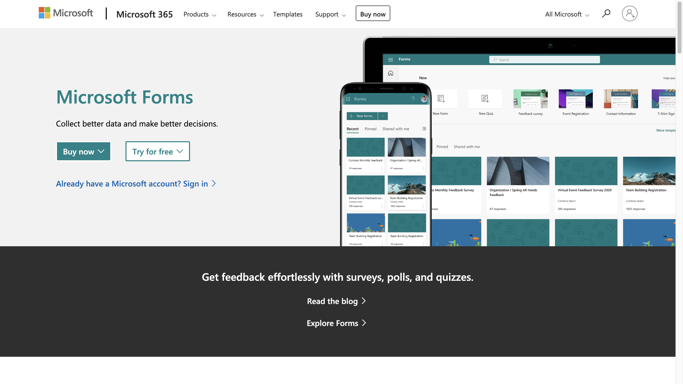 Microsoft
Microsoft 365
Products
Resources
Templates
Support
Buy now
All Microsoft
Microsoft Forms
Collect better data and make better decisions.
Buy now
Try for free
Already have a Microsoft account? Sign in
Forms
Search
New
New Form
New Quiz
Feedback survey
Event Registration
Contact Information
Pinned
Shared with me
Monthly Feedback Survey
Organization / Spring All-Hands
Feedback
Virtual Event Feedback Survey 2020
Team Building Registration
Forms
New form
Recent
Pinned
Shared with me
Get feedback effortlessly with surveys, polls, and quizzes.
Read the blog
Explore Forms